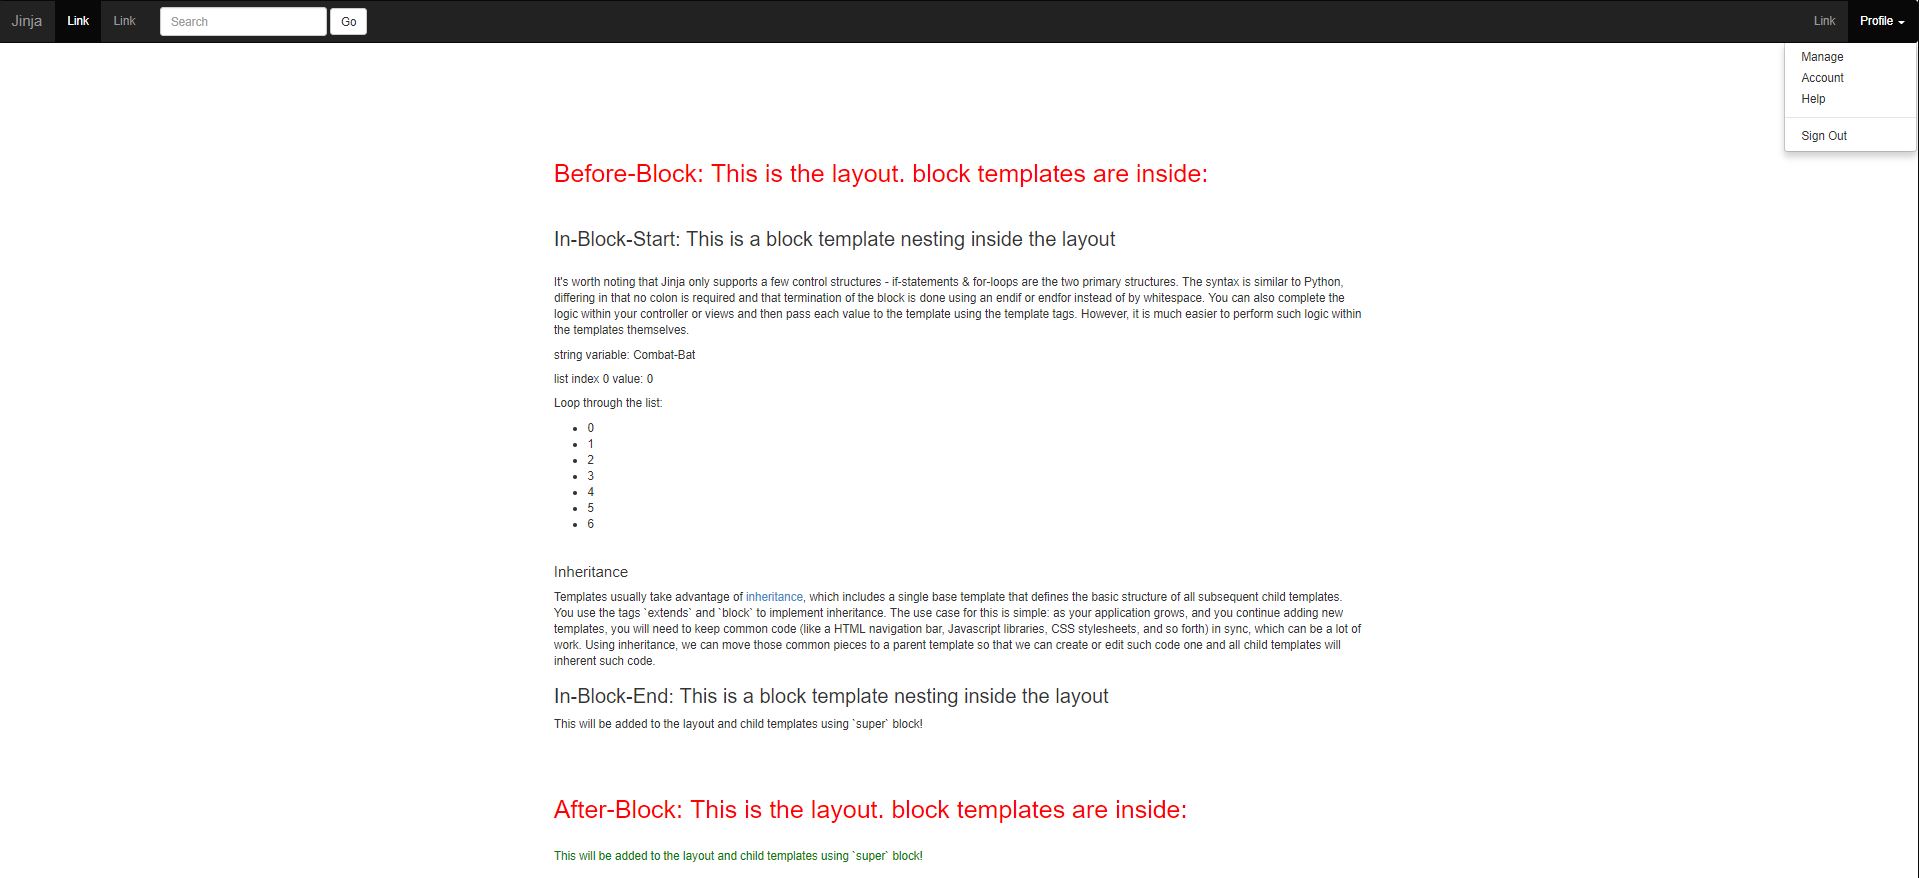 Jinja Link Link Search Go Link Profile
Manage
Account
Help
Sign Out
Before-Block: This is the layout. block templates are inside:
In-Block-Start: This is a block template nesting inside the layout
It's worth noting that Jinja only supports a few control structures - if-statements & for-loops are the two primary structures. The syntax is similar to Python,
differing in that no colon is required and that termination of the block is done using an endif or endfor instead of by whitespace. You can also complete the
logic within your controller or views and then pass each value to the template using the template tags. However, it is much easier to perform such logic within
the templates themselves.
string variable: Combat-Bat
list index 0 value: 0
Loop through the list:
• 0
• 1
• 2
• 3
• 4
• 5
• 6
Inheritance
Templates usually take advantage of inheritance, which includes a single base template that defines the basic structure of all subsequent child templates.
You use the tags `extends` and `block` to implement inheritance. The use case for this is simple: as your application grows, and you continue adding new
templates, you will need to keep common code (like a HTML navigation bar, Javascript libraries, CSS stylesheets, and so forth) in sync, which can be a lot of
work. Using inheritance, we can move those common pieces to a parent template so that we can create or edit such code one and all child templates will
inherent such code.
In-Block-End: This is a block template nesting inside the layout
This will be added to the layout and child templates using `super` block!
After-Block: This is the layout. block templates are inside:
This will be added to the layout and child templates using `super` block!